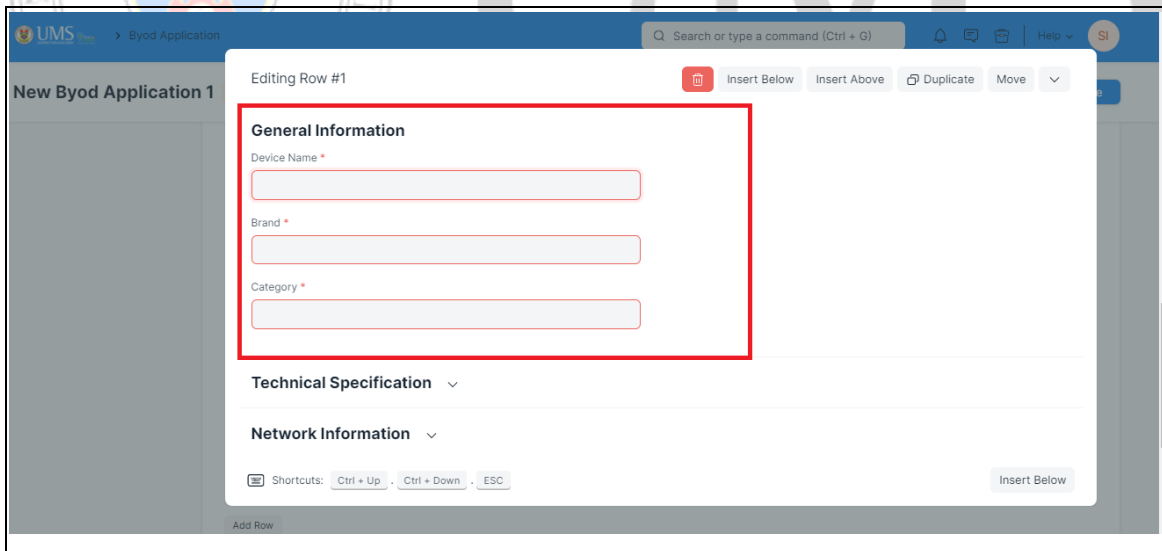 UMS > Byod Application Search or type a command (Ctrl + G) Help SI
New Byod Application 1
Editing Row #1 Insert Below Insert Above Duplicate Move
General Information
Device Name *
Brand *
Category *
Technical Specification
Network Information
Shortcuts: Ctrl + Up . Ctrl + Down . ESC Insert Below
Add Row